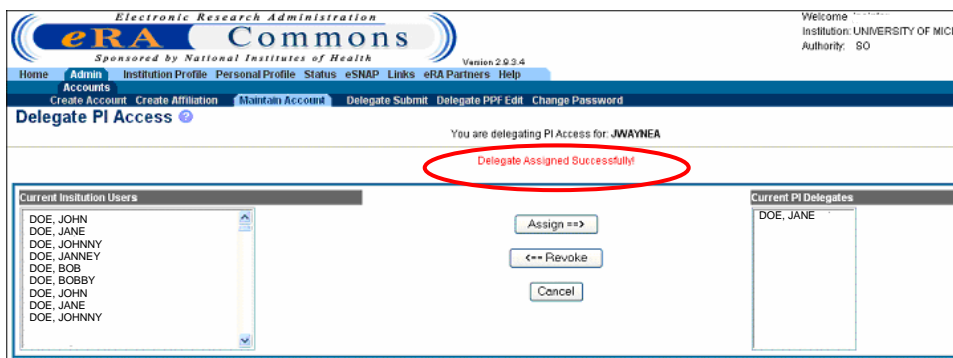 Electronic Research Administration
eRA Commons
Sponsored by National Institutes of Health
Version 2.9.3.4
Welcome
Institution: UNIVERSITY OF MIC
Authority: SO
Home Admin Institution Profile Personal Profile Status eSNAP Links eRA Partners Help
Accounts
Create Account Create Affiliation Maintain Account Delegate Submit Delegate PPF Edit Change Password
Delegate PI Access ?
You are delegating PI Access for: JWAYNEA
Delegate Assigned Successfully!
Current Insitution Users
DOE, JOHN
DOE, JANE
DOE, JOHNNY
DOE, JANNEY
DOE, BOB
DOE, BOBBY
DOE, JOHN
DOE, JANE
DOE, JOHNNY
Assign ==>
<== Revoke
Cancel
Current PI Delegates
DOE, JANE